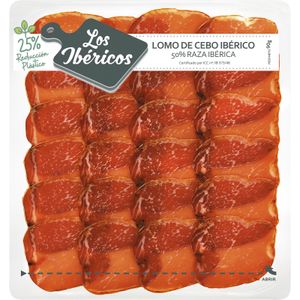 25%
Reducción
Plástico
Los
Ibéricos
LOMO DE CEBO IBÉRICO
50% RAZA IBÉRICA
ABRIR